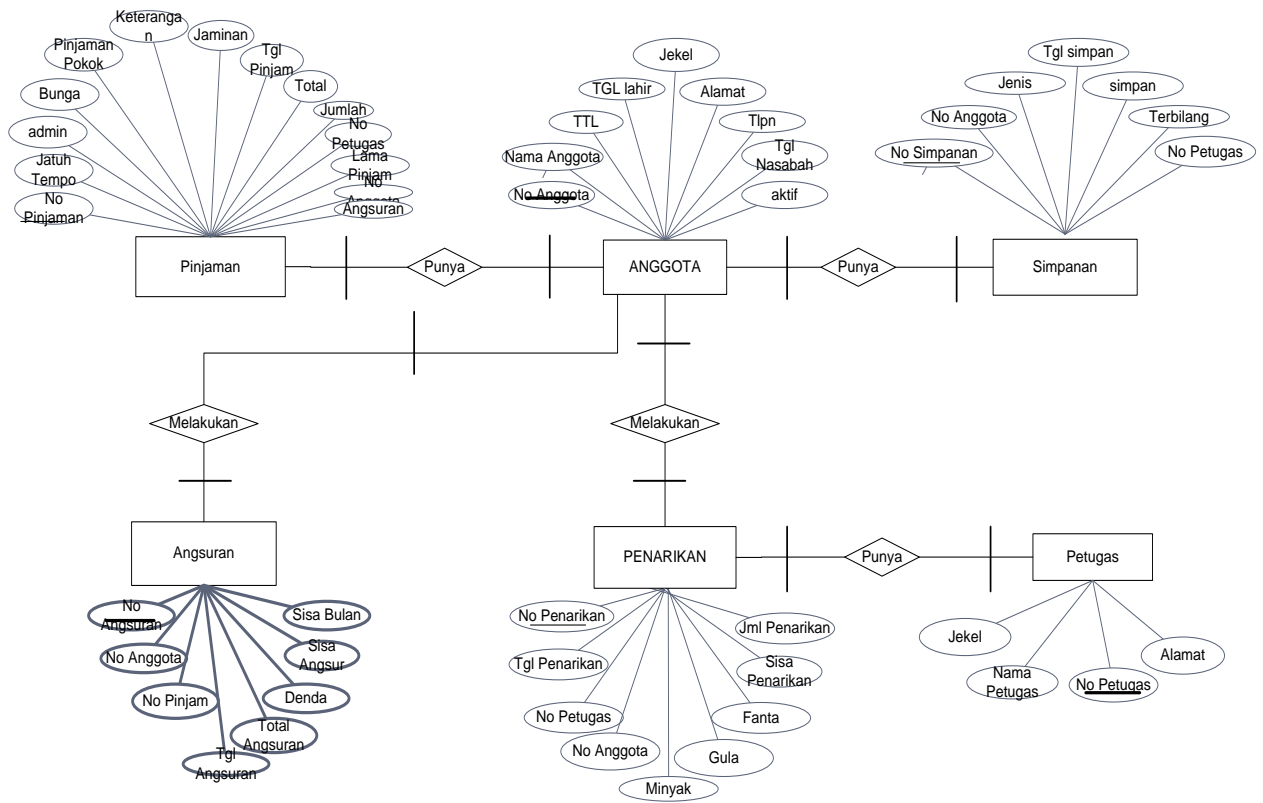 Keteranga
n
Jaminan
Pinjaman
Pokok
Tgl
Pinjam
Total
Bunga
Jumlah
admin
No
Petugas
Jatuh
Tempo
Lama
Pinjam
No
Pinjaman
No
Anggota
Angsuran
Pinjaman
Punya
Jekel
TGL lahir
Alamat
TTL
Tlpn
Nama Anggota
Tgl
Nasabah
No Anggota
aktif
ANGGOTA
Punya
Tgl simpan
Jenis
simpan
No Anggota
Terbilang
No Simpanan
No Petugas
Simpanan
Melakukan
Melakukan
Angsuran
No
Angsuran
Sisa Bulan
No Anggota
Sisa
Angsur
No Pinjam
Denda
Total
Angsuran
Tgl
Angsuran
PENARIKAN
No Penarikan
Jml Penarikan
Tgl Penarikan
Sisa
Penarikan
No Petugas
Fanta
No Anggota
Gula
Minyak
Punya
Petugas
Jekel
Alamat
Nama
Petugas
No Petugas